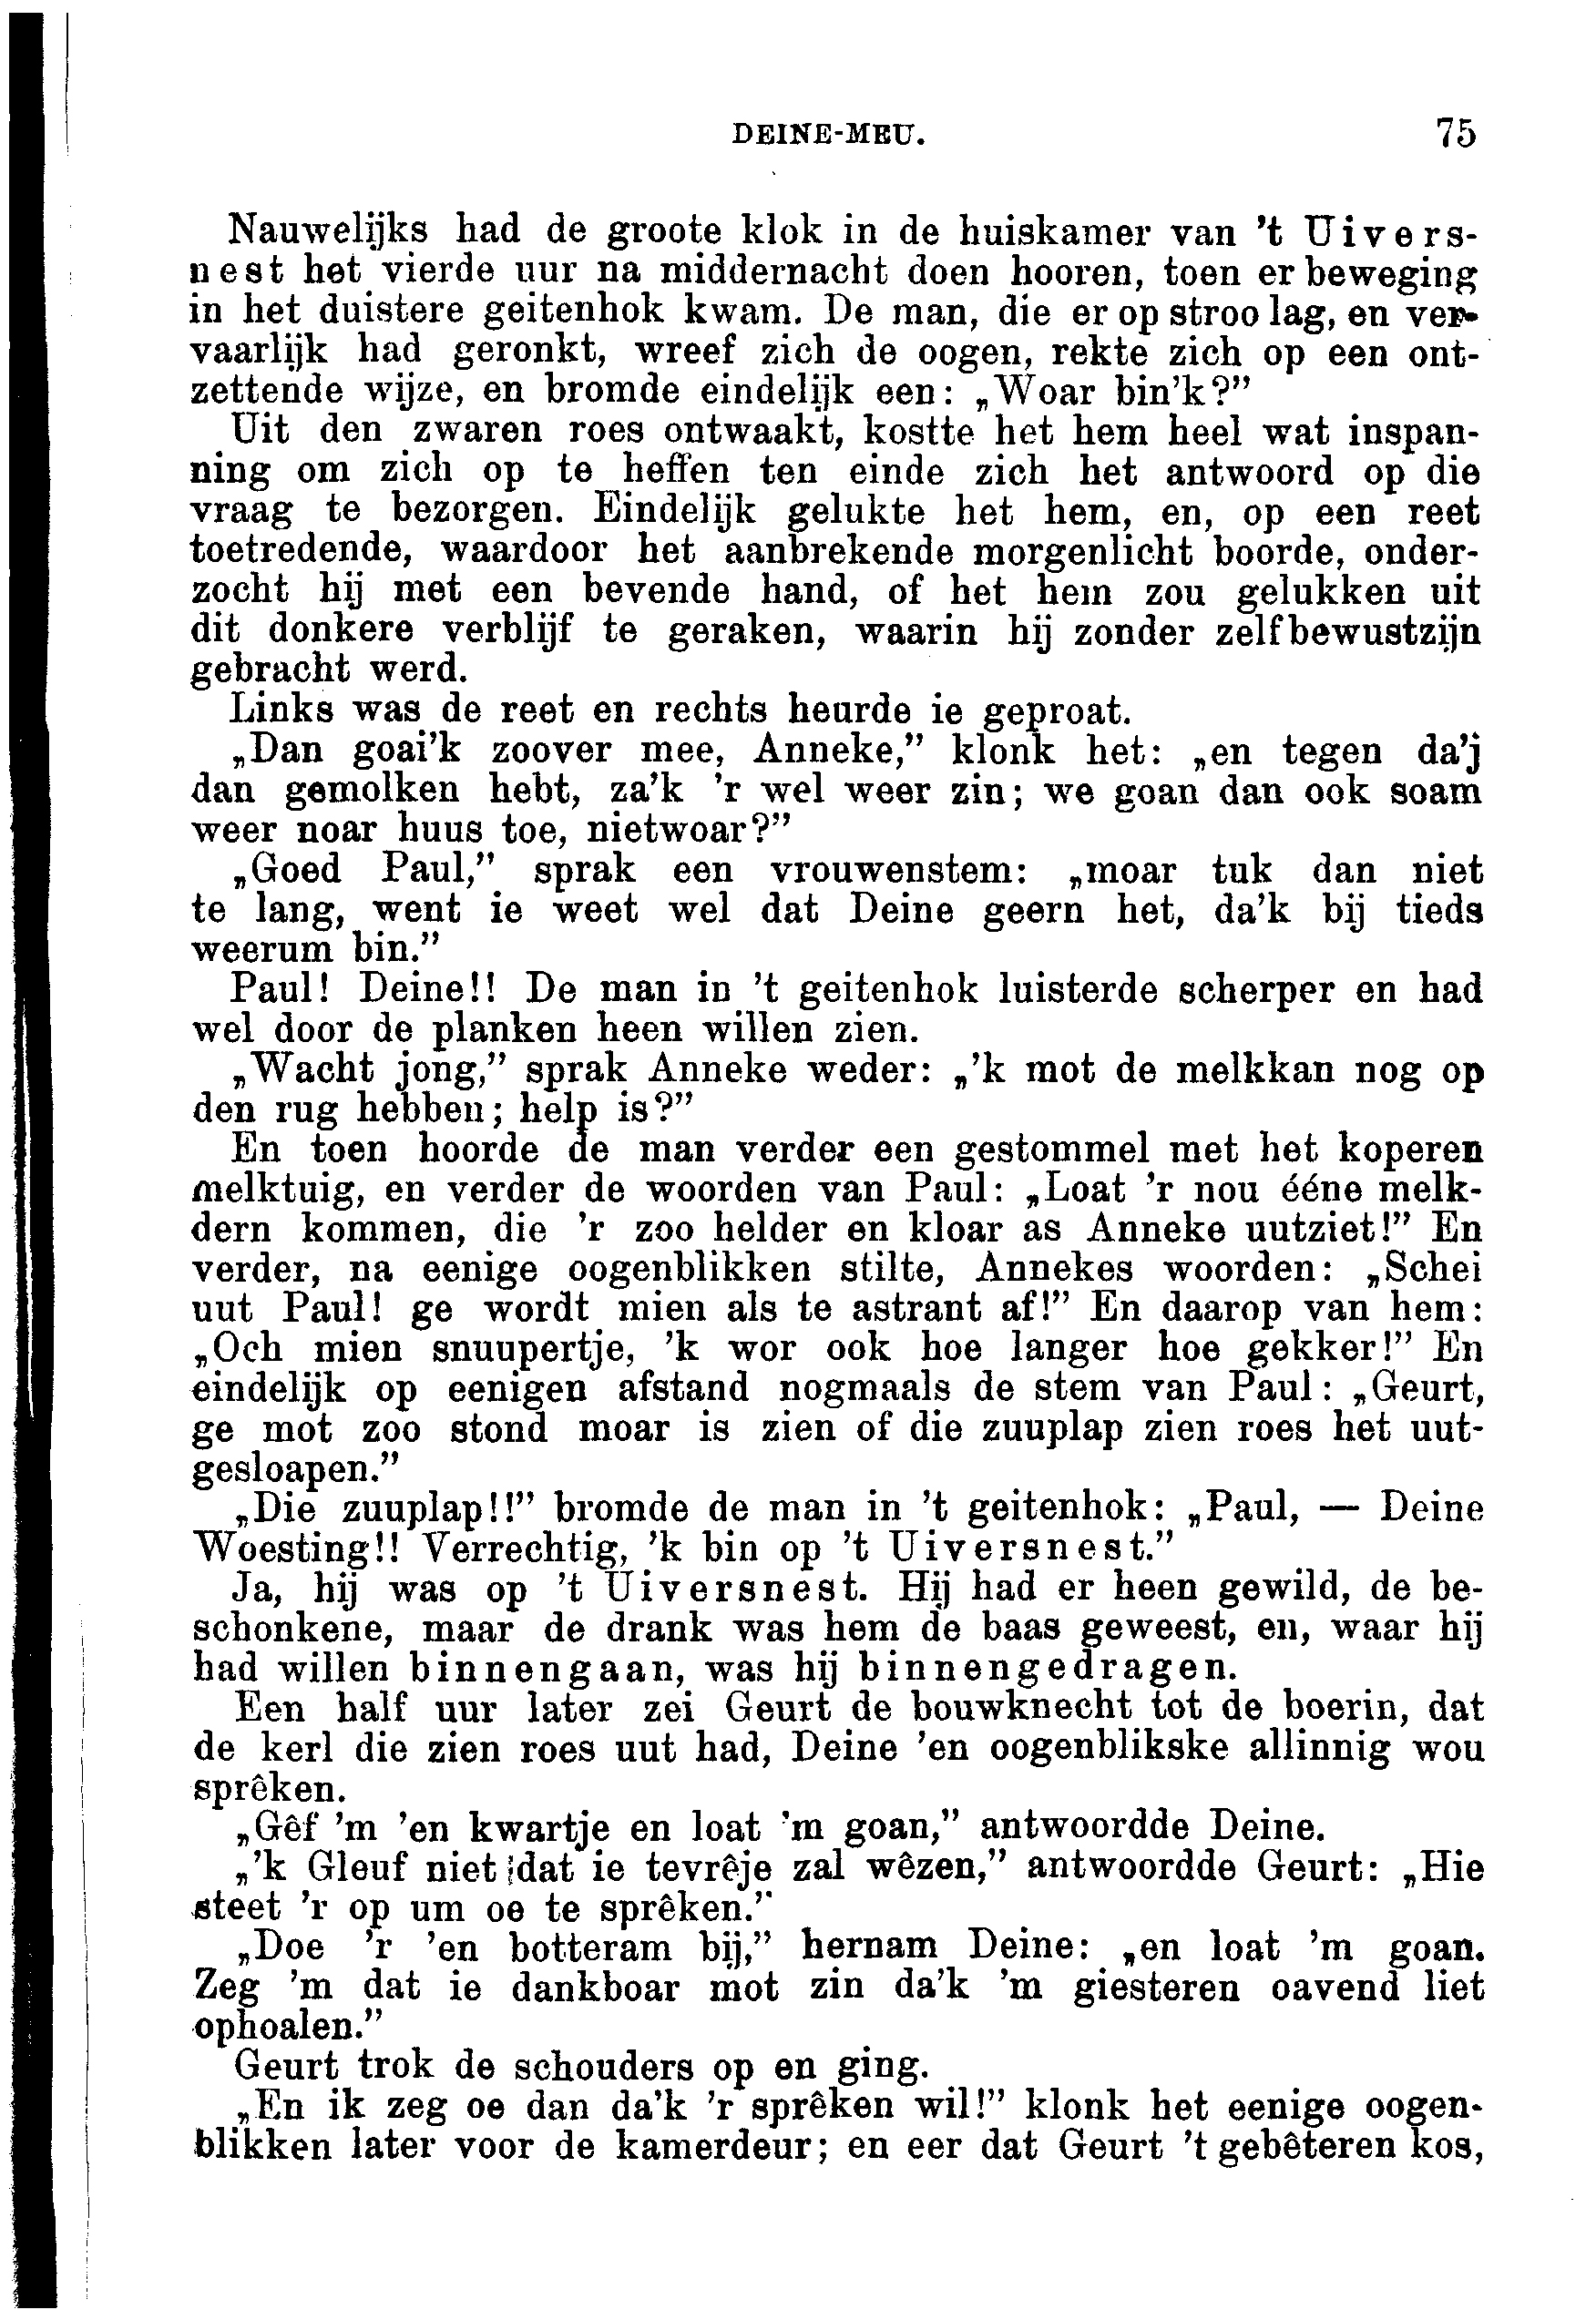 DEINE-MEU. 75
Nauwelijks had de groote klok in de huiskamer van 't Uivers-
nest het vierde uur na middernacht doen hooren, toen er beweging
in het duistere geitenhok kwam. De man, die er op stroo lag, en ver-
vaarlijk had geronkt, wreef zich de oogen, rekte zich op een ont-
zettende wijze, en bromde eindelijk een: „Woar bin'k?”
Uit den zwaren roes ontwaakt, kostte het hem heel wat inspan-
ning om zich op te heffen ten einde zich het antwoord op die
vraag te bezorgen. Eindelijk gelukte het hem, en, op een reet
toetredende, waardoor het aanbrekende morgenlicht boorde, onder-
zocht hij met een bevende hand, of het hem zou gelukken uit
dit donkere verblijf te geraken, waarin hij zonder zelfbewustzijn
gebracht werd.
Links was de reet en rechts heurde ie geproat.
„Dan goai'k zoover mee, Anneke,” klonk het: „en tegen da'j
dan gemolken hebt, za'k 'r wel weer zin; we goan dan ook soam
weer noar huus toe, nietwoar?”
„Goed Paul,” sprak een vrouwenstem: „moar tuk dan niet
te lang, went ie weet wel dat Deine geern het, da'k bij tieds
weerum bin.”
Paul! Deine!! De man in 't geitenhok luisterde scherper en had
wel door de planken heen willen zien.
„Wacht jong,” sprak Anneke weder: „'k mot de melkkan nog op
den rug hebben; help is?”
En toen hoorde de man verder een gestommel met het koperen
melktuig, en verder de woorden van Paul: „Loat 'r nou ééne melk-
dern kommen, die 'r zoo helder en kloar as Anneke uutziet!” En
verder, na eenige oogenblikken stilte, Annekes woorden: „Schei
uut Paul! ge wordt mien als te astrant af!” En daarop van hem:
„Och mien snuupertje, 'k wor ook hoe langer hoe gekker!” En
eindelijk op eenigen afstand nogmaals de stem van Paul: „Geurt,
ge mot zoo stond moar is zien of die zuuplap zien roes het uut-
gesloapen.”
„Die zuuplap!!” bromde de man in 't geitenhok: „Paul, — Deine
Woesting!! Verrechtig, 'k bin op 't Uiversnest.”
Ja, hij was op 't Uiversnest. Hij had er heen gewild, de be-
schonkene, maar de drank was hem de baas geweest, en, waar hij
had willen binnengaan, was hij binnengedragen.
Een half uur later zei Geurt de bouwknecht tot de boerin, dat
de kerl die zien roes uut had, Deine 'en oogenblikske allinnig wou
sprêken.
„Gêf 'm 'en kwartje en loat 'm goan,” antwoordde Deine.
„'k Gleuf niet dat ie tevrêje zal wêzen,” antwoordde Geurt: „Hie
steet 'r op um oe te sprêken.”
„Doe 'r 'en botteram bij,” hernam Deine: „en loat 'm goan.
Zeg 'm dat ie dankboar mot zin da'k 'm giesteren oavend liet
ophoalen.”
Geurt trok de schouders op en ging.
„En ik zeg oe dan da'k 'r sprêken wil!” klonk het eenige oogen-
blikken later voor de kamerdeur; en eer dat Geurt 't gebêteren kos,